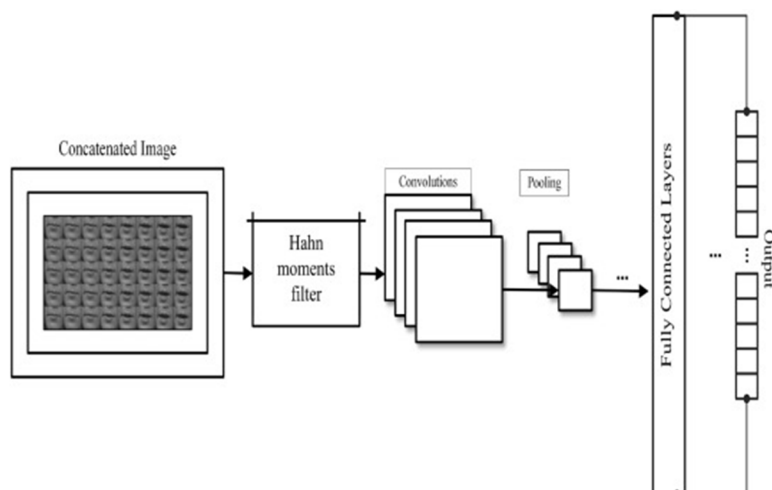 Concatenated Image
Hahn
moments
filter
Convolutions
Pooling
...
Fully Connected Layers
...
...
Output